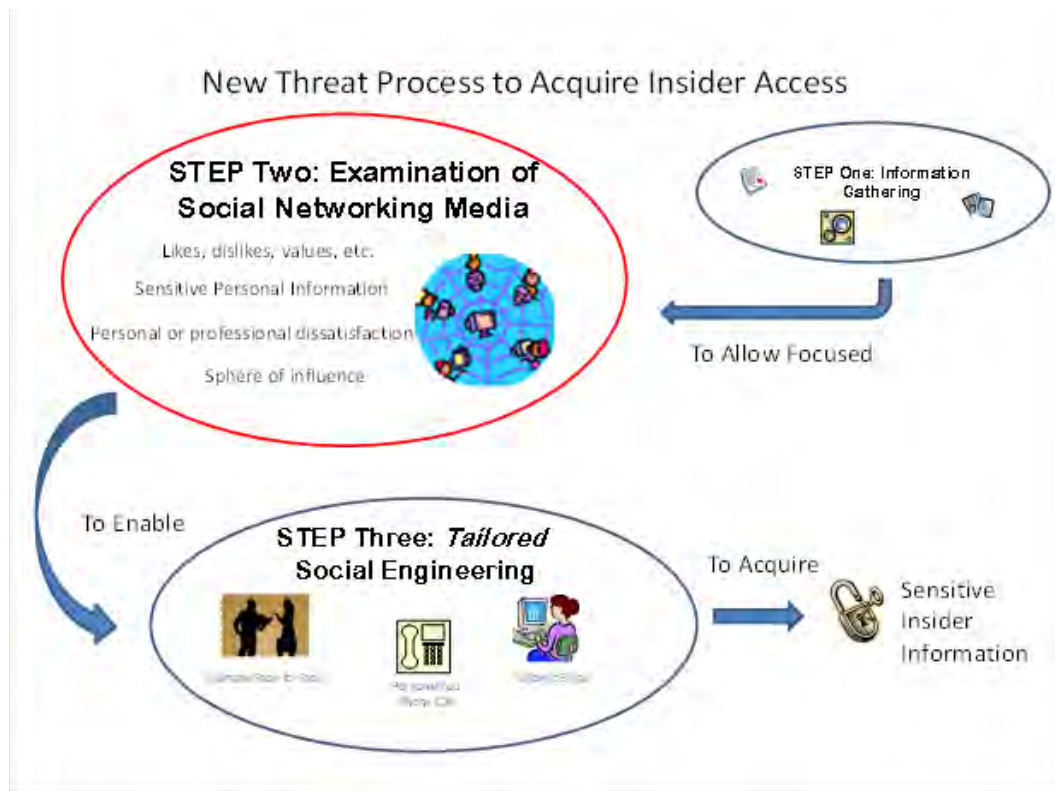 New Threat Process to Acquire Insider Access
STEP One: Information
Gathering
To Allow Focused
STEP Two: Examination of
Social Networking Media
Likes, dislikes, values, etc.
Sensitive Personal Information
Personal or professional dissatisfaction
Sphere of influence
To Enable
STEP Three: Tailored
Social Engineering
To Acquire
Sensitive
Insider
Information